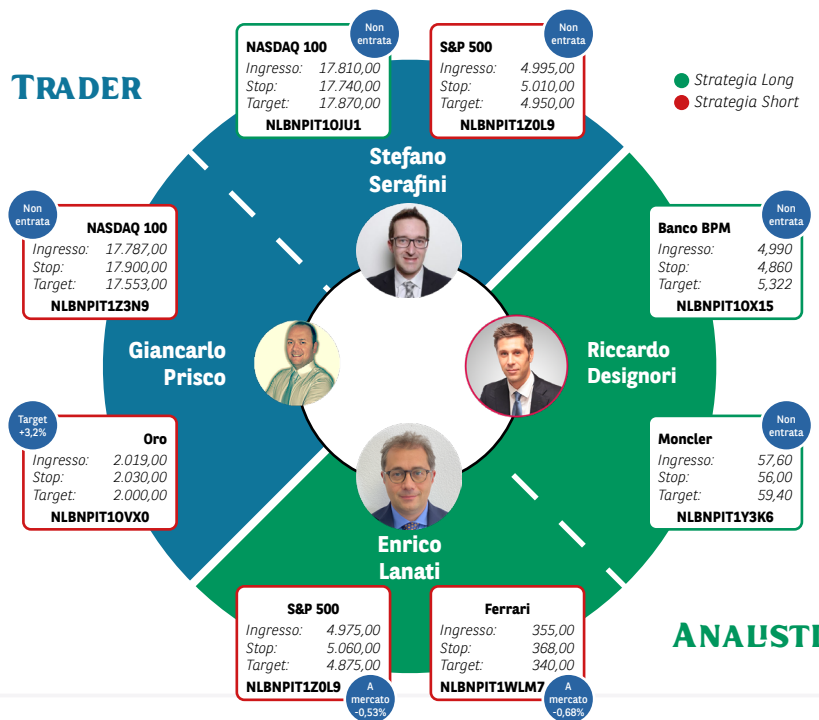 TRADER
Non
entrata
NASDAQ 100
Ingresso: 17.810,00
Stop: 17.740,00
Target: 17.870,00
NLBNPIT10JU1
Non
entrata
S&P 500
Ingresso: 4.995,00
Stop: 5.010,00
Target: 4.950,00
NLBNPIT1Z0L9
Strategia Long
Strategia Short
Stefano
Serafini
Non
entrata
NASDAQ 100
Ingresso: 17.787,00
Stop: 17.900,00
Target: 17.553,00
NLBNPIT1Z3N9
Non
entrata
Banco BPM
Ingresso: 4,990
Stop: 4,860
Target: 5,322
NLBNPIT10X15
Giancarlo
Prisco
Riccardo
Designori
Target
+3,2%
Oro
Ingresso: 2.019,00
Stop: 2.030,00
Target: 2.000,00
NLBNPIT10VX0
Non
entrata
Moncler
Ingresso: 57,60
Stop: 56,00
Target: 59,40
NLBNPIT1Y3K6
Enrico
Lanati
S&P 500
Ingresso: 4.975,00
Stop: 5.060,00
Target: 4.875,00
NLBNPIT1Z0L9
A
mercato
-0,53%
Ferrari
Ingresso: 355,00
Stop: 368,00
Target: 340,00
NLBNPIT1WLM7
A
mercato
-0,68%
ANALISTI